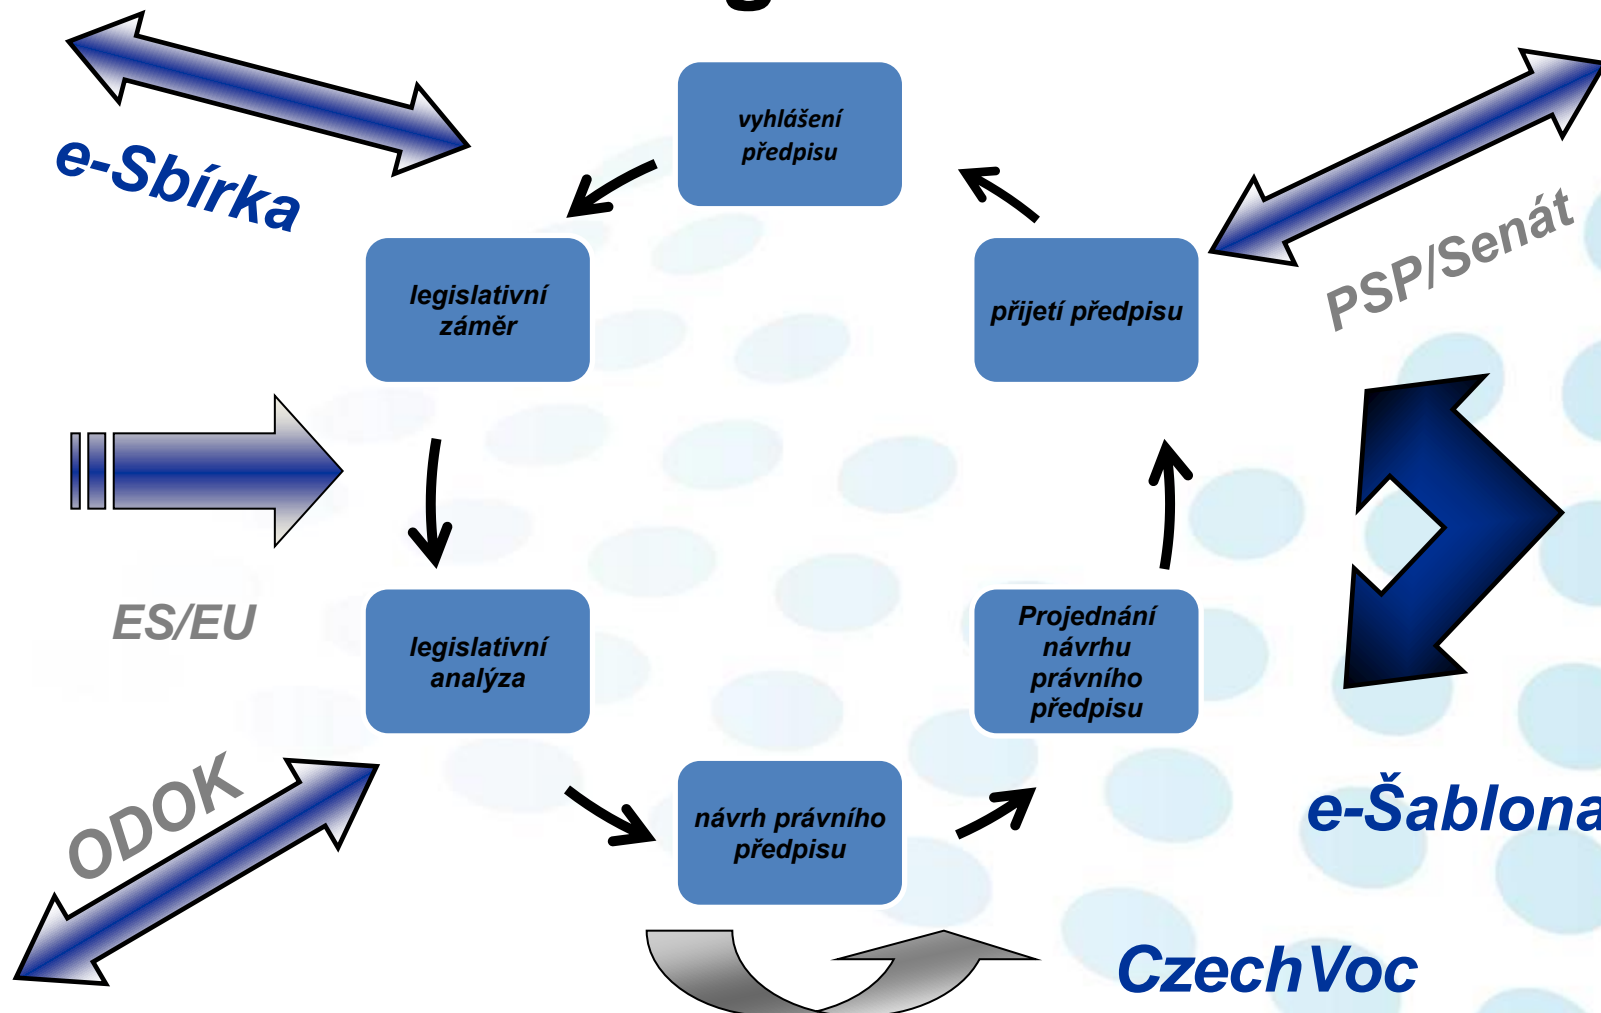 vyhlášení
předpisu
e-Sbírka
PSP/Senát
legislativní
záměr
přijetí předpisu
ES/EU
legislativní
analýza
Projednání
návrhu
právního
předpisu
ODOK
návrh právního
předpisu
e-Šablona
CzechVoc